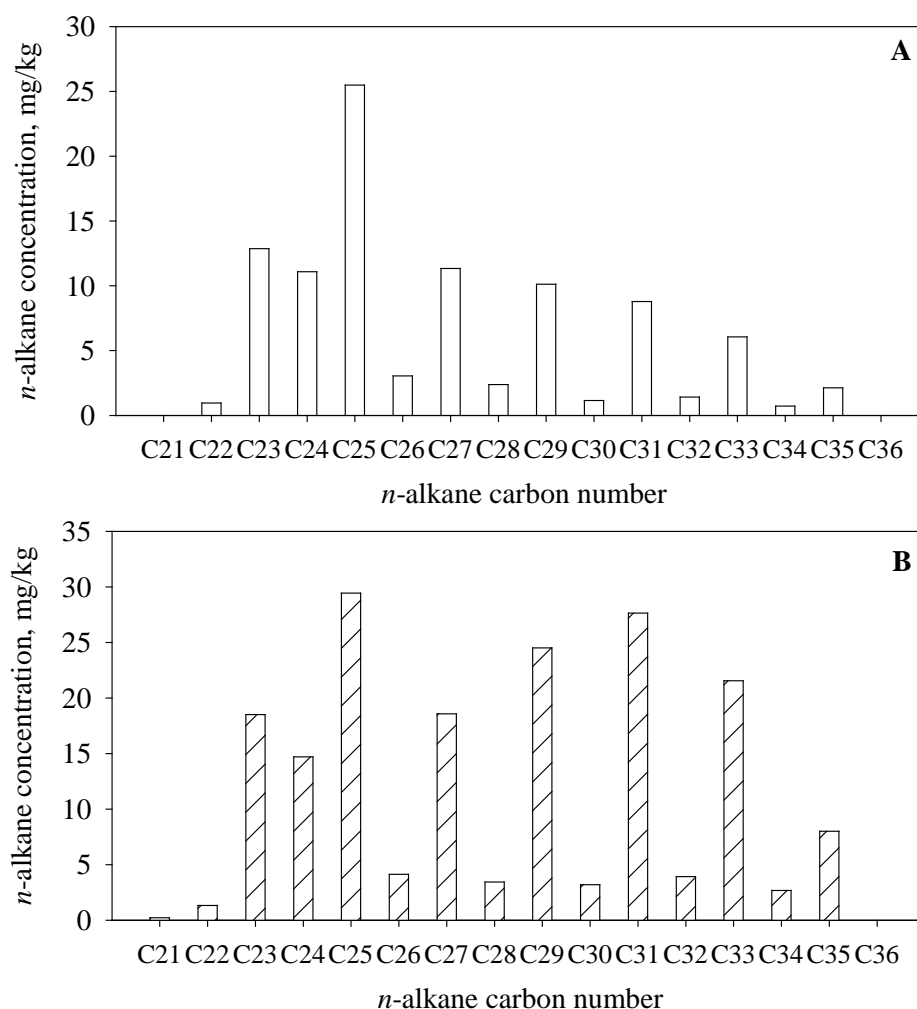 A
n-alkane concentration, mg/kg
30
25
20
15
10
5
0
C21 C22 C23 C24 C25 C26 C27 C28 C29 C30 C31 C32 C33 C34 C35 C36
n-alkane carbon number
B
n-alkane concentration, mg/kg
35
30
25
20
15
10
5
0
C21 C22 C23 C24 C25 C26 C27 C28 C29 C30 C31 C32 C33 C34 C35 C36
n-alkane carbon number